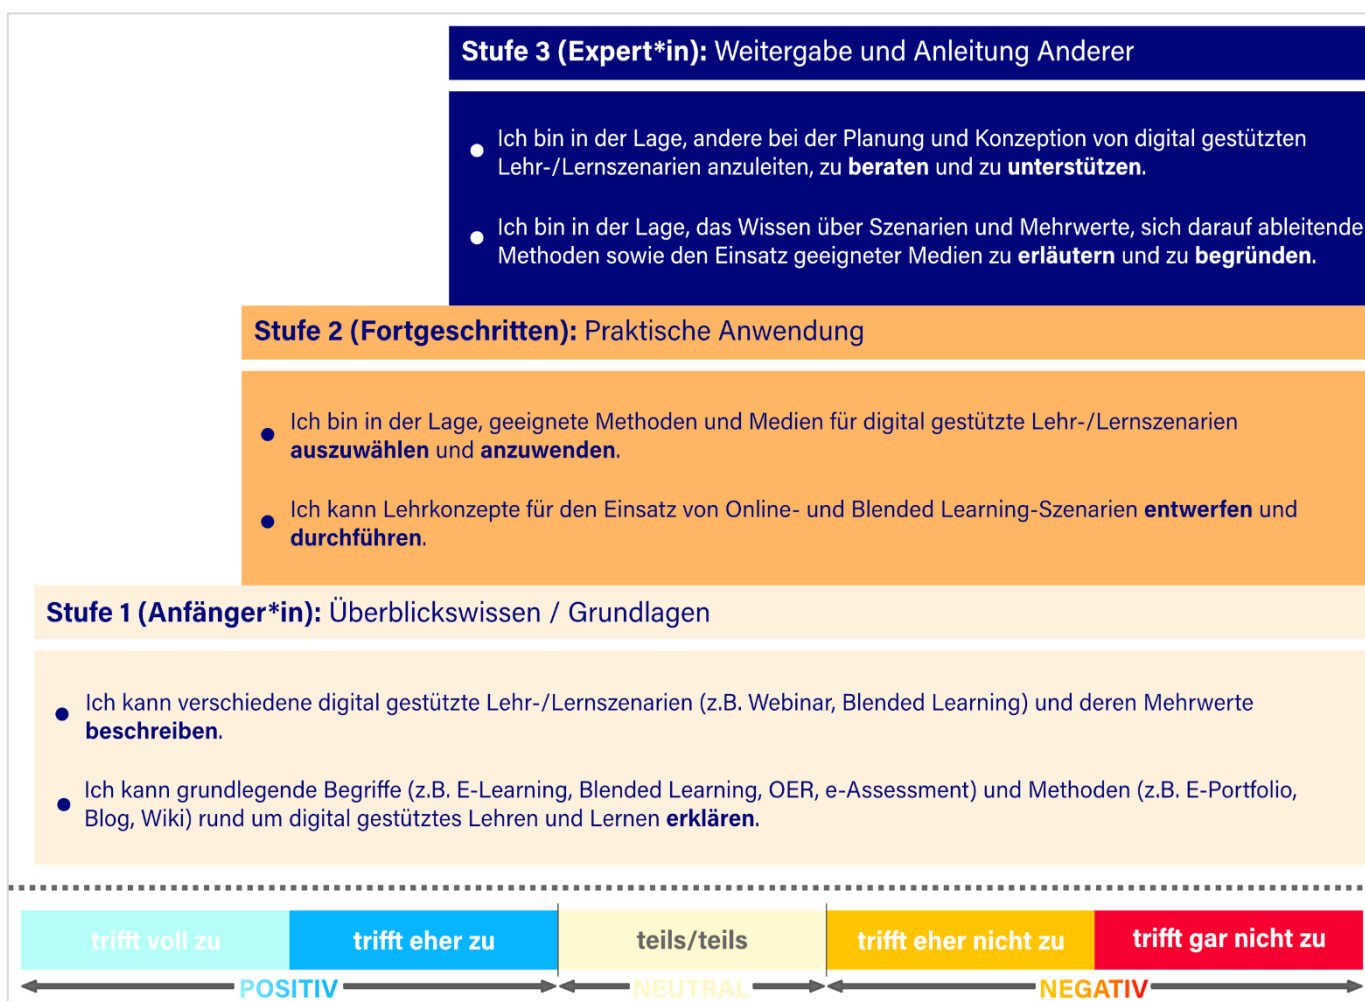 Stufe 3 (Expert*in): Weitergabe und Anleitung Anderer
● Ich bin in der Lage, andere bei der Planung und Konzeption von digital gestützten
Lehr-/Lernszenarien anzuleiten, zu beraten und zu unterstützen.
● Ich bin in der Lage, das Wissen über Szenarien und Mehrwerte, sich darauf ableitende
Methoden sowie den Einsatz geeigneter Medien zu erläutern und zu begründen.
Stufe 2 (Fortgeschritten): Praktische Anwendung
● Ich bin in der Lage, geeignete Methoden und Medien für digital gestützte Lehr-/Lernszenarien
auszuwählen und anzuwenden.
● Ich kann Lehrkonzepte für den Einsatz von Online- und Blended Learning-Szenarien entwerfen und
durchführen.
Stufe 1 (Anfänger*in): Überblickswissen / Grundlagen
● Ich kann verschiedene digital gestützte Lehr-/Lernszenarien (z.B. Webinar, Blended Learning) und deren Mehrwerte
beschreiben.
● Ich kann grundlegende Begriffe (z.B. E-Learning, Blended Learning, OER, e-Assessment) und Methoden (z.B. E-Portfolio,
Blog, Wiki) rund um digital gestütztes Lehren und Lernen erklären.
trifft voll zu trifft eher zu teils/teils trifft eher nicht zu trifft gar nicht zu
POSITIV NEUTRAL NEGATIV